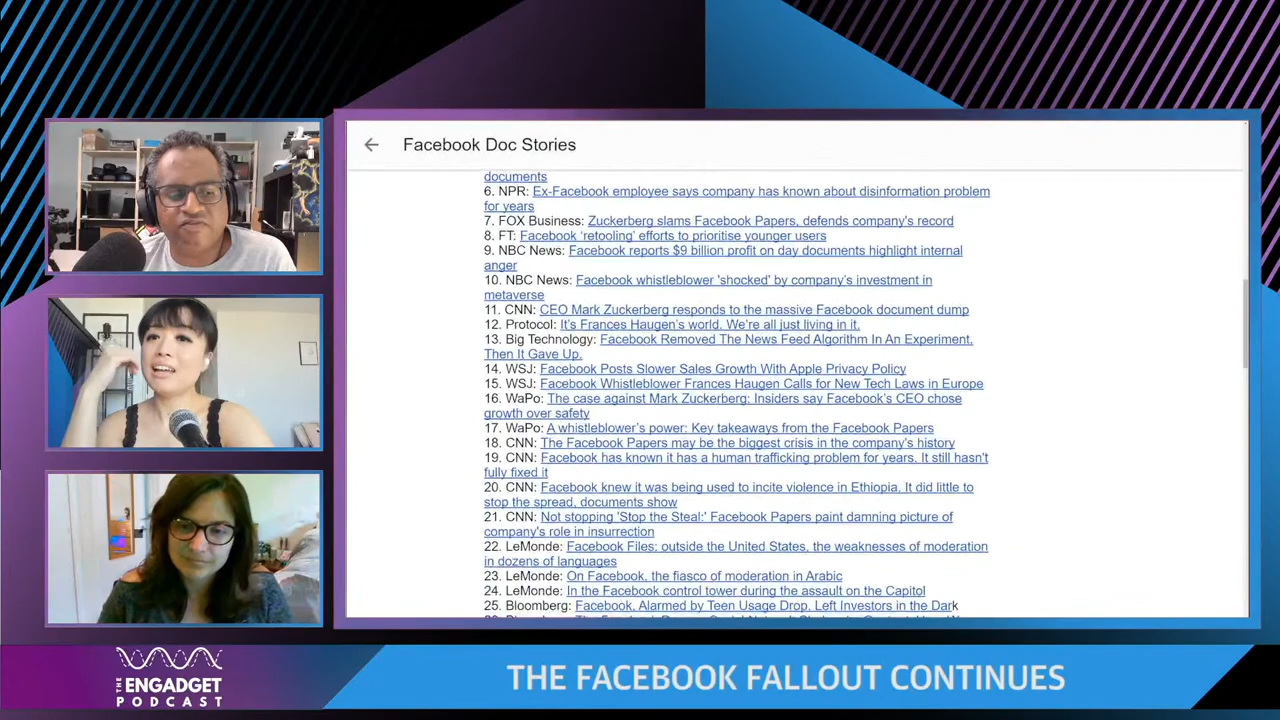 Facebook Doc Stories
documents
6. NPR: Ex-Facebook employee says company has known about disinformation problem
for years
7. FOX Business: Zuckerberg slams Facebook Papers, defends company's record
8. FT: Facebook ‘retooling’ efforts to prioritise younger users
9. NBC News: Facebook reports $9 billion profit on day documents highlight internal
anger
10. NBC News: Facebook whistleblower 'shocked' by company's investment in
metaverse
11. CNN: CEO Mark Zuckerberg responds to the massive Facebook document dump
12. Protocol: It's Frances Haugen's world. We're all just living in it.
13. Big Technology: Facebook Removed The News Feed Algorithm In An Experiment.
Then It Gave Up.
14. WSJ: Facebook Posts Slower Sales Growth With Apple Privacy Policy
15. WSJ: Facebook Whistleblower Frances Haugen Calls for New Tech Laws in Europe
16. WaPo: The case against Mark Zuckerberg: Insiders say Facebook's CEO chose
growth over safety
17. WaPo: A whistleblower's power: Key takeaways from the Facebook Papers
18. CNN: The Facebook Papers may be the biggest crisis in the company's history
19. CNN: Facebook has known it has a human trafficking problem for years. It still hasn't
fully fixed it
20. CNN: Facebook knew it was being used to incite violence in Ethiopia. It did little to
stop the spread, documents show
21. CNN: Not stopping 'Stop the Steal:' Facebook Papers paint damning picture of
company's role in insurrection
22. LeMonde: Facebook Files: outside the United States, the weaknesses of moderation
in dozens of languages
23. LeMonde: On Facebook, the fiasco of moderation in Arabic
24. LeMonde: In the Facebook control tower during the assault on the Capitol
25. Bloomberg: Facebook, Alarmed by Teen Usage Drop, Left Investors in the Dark
THE ENGADGET
PODCAST
THE FACEBOOK FALLOUT CONTINUES